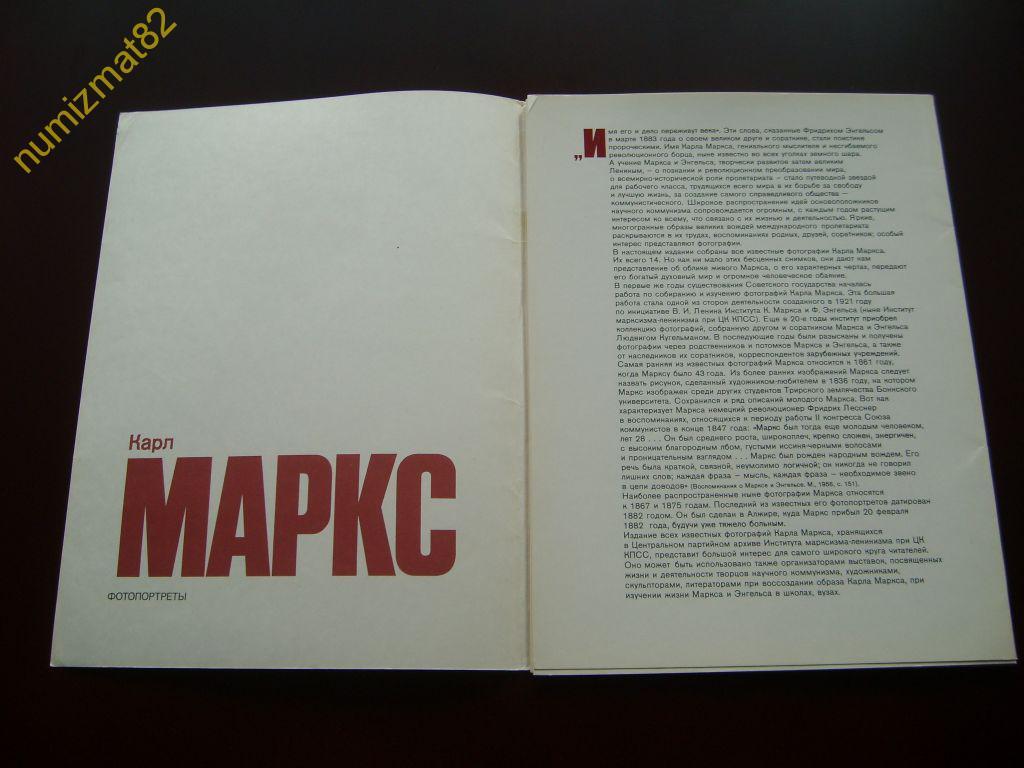 numizmat82
Карл
МАРКС
ФОТОПОРТРЕТЫ
„Имя его и дело переживут века". Эти слова, сказанные Фридрихом Энгельсом
в марте 1883 года о своем великом друге и соратнике, стали поистине
пророческими. Имя Карла Маркса, гениального мыслителя и несгибаемого
революционного борца, ныне известно во всех уголках земного шара.
А учение Маркса и Энгельса, творчески развитое затем великим
Лениным, — о познании и революционном преобразовании мира,
о всемирно-исторической роли пролетариата — стало путеводной звездой
для рабочего класса, трудящихся всего мира в их борьбе за свободу
и лучшую жизнь, за создание самого справедливого общества —
коммунистического. Широкое распространение идей основоположников
научного коммунизма сопровождается огромным, с каждым годом растущим
интересом ко всему, что связано с их жизнью и деятельностью. Яркие,
многогранные образы великих вождей международного пролетариата
раскрываются в их трудах, воспоминаниях родных, друзей, соратников; особый
интерес представляют фотографии.
В настоящем издании собраны все известные фотографии Карла Маркса.
Их всего 14. Но как ни мало этих бесценных снимков, они дают нам
представление об облике живого Маркса, о его характерных чертах, передают
его богатый духовный мир и огромное человеческое обаяние.
В первые же годы существования Советского государства началась
работа по собиранию и изучению фотографий Карла Маркса. Эта большая
работа стала одной из сторон деятельности созданного в 1921 году
по инициативе В. И. Ленина Института К. Маркса и Ф. Энгельса (ныне Институт
марксизма-ленинизма при ЦК КПСС). Еще в 20-е годы институт приобрел
коллекцию фотографий, собранную другом и соратником Маркса и Энгельса
Людвигом Кугельманом. В последующие годы были разысканы и получены
фотографии через родственников и потомков Маркса и Энгельса, а также
от наследников их соратников, корреспондентов зарубежных учреждений.
Самая ранняя из известных фотографий Маркса относится к 1861 году,
когда Марксу было 43 года. Из более ранних изображений Маркса следует
назвать рисунок, сделанный художником-любителем в 1836 году, на котором
Маркс изображен среди других студентов Трирского землячества Боннского
университета. Сохранился и ряд описаний молодого Маркса. Вот как
характеризует Маркса немецкий революционер Фридрих Лесснер
в воспоминаниях, относящихся к периоду работы II конгресса Союза
коммунистов в конце 1847 года: «Маркс был тогда еще молодым человеком,
лет 28 . . . Он был среднего роста, широкоплеч, крепко сложен, энергичен,
с высоким благородным лбом, густыми иссиня-черными волосами
и проницательным взглядом . . . Маркс был рожден народным вождем. Его
речь была краткой, связной, неумолимо логичной; он никогда не говорил
лишних слов; каждая фраза — мысль, каждая фраза — необходимое звено
в цепи доводов» (Воспоминания о Марксе и Энгельсе. М., 1956, с. 151).
Наиболее распространенные ныне фотографии Маркса относятся
к 1867 и 1875 годам. Последний из известных его фотопортретов датирован
1882 годом. Он был сделан в Алжире, куда Маркс прибыл 20 февраля
1882 года, будучи уже тяжело больным.
Издание всех известных фотографий Карла Маркса, хранящихся
в Центральном партийном архиве Института марксизма-ленинизма при ЦК
КПСС, представит большой интерес для самого широкого круга читателей.
Оно может быть использовано также организаторами выставок, посвященных
жизни и деятельности творцов научного коммунизма, художниками,
скульпторами, литераторами при воссоздании образа Карла Маркса, при
изучении жизни Маркса и Энгельса в школах, вузах.